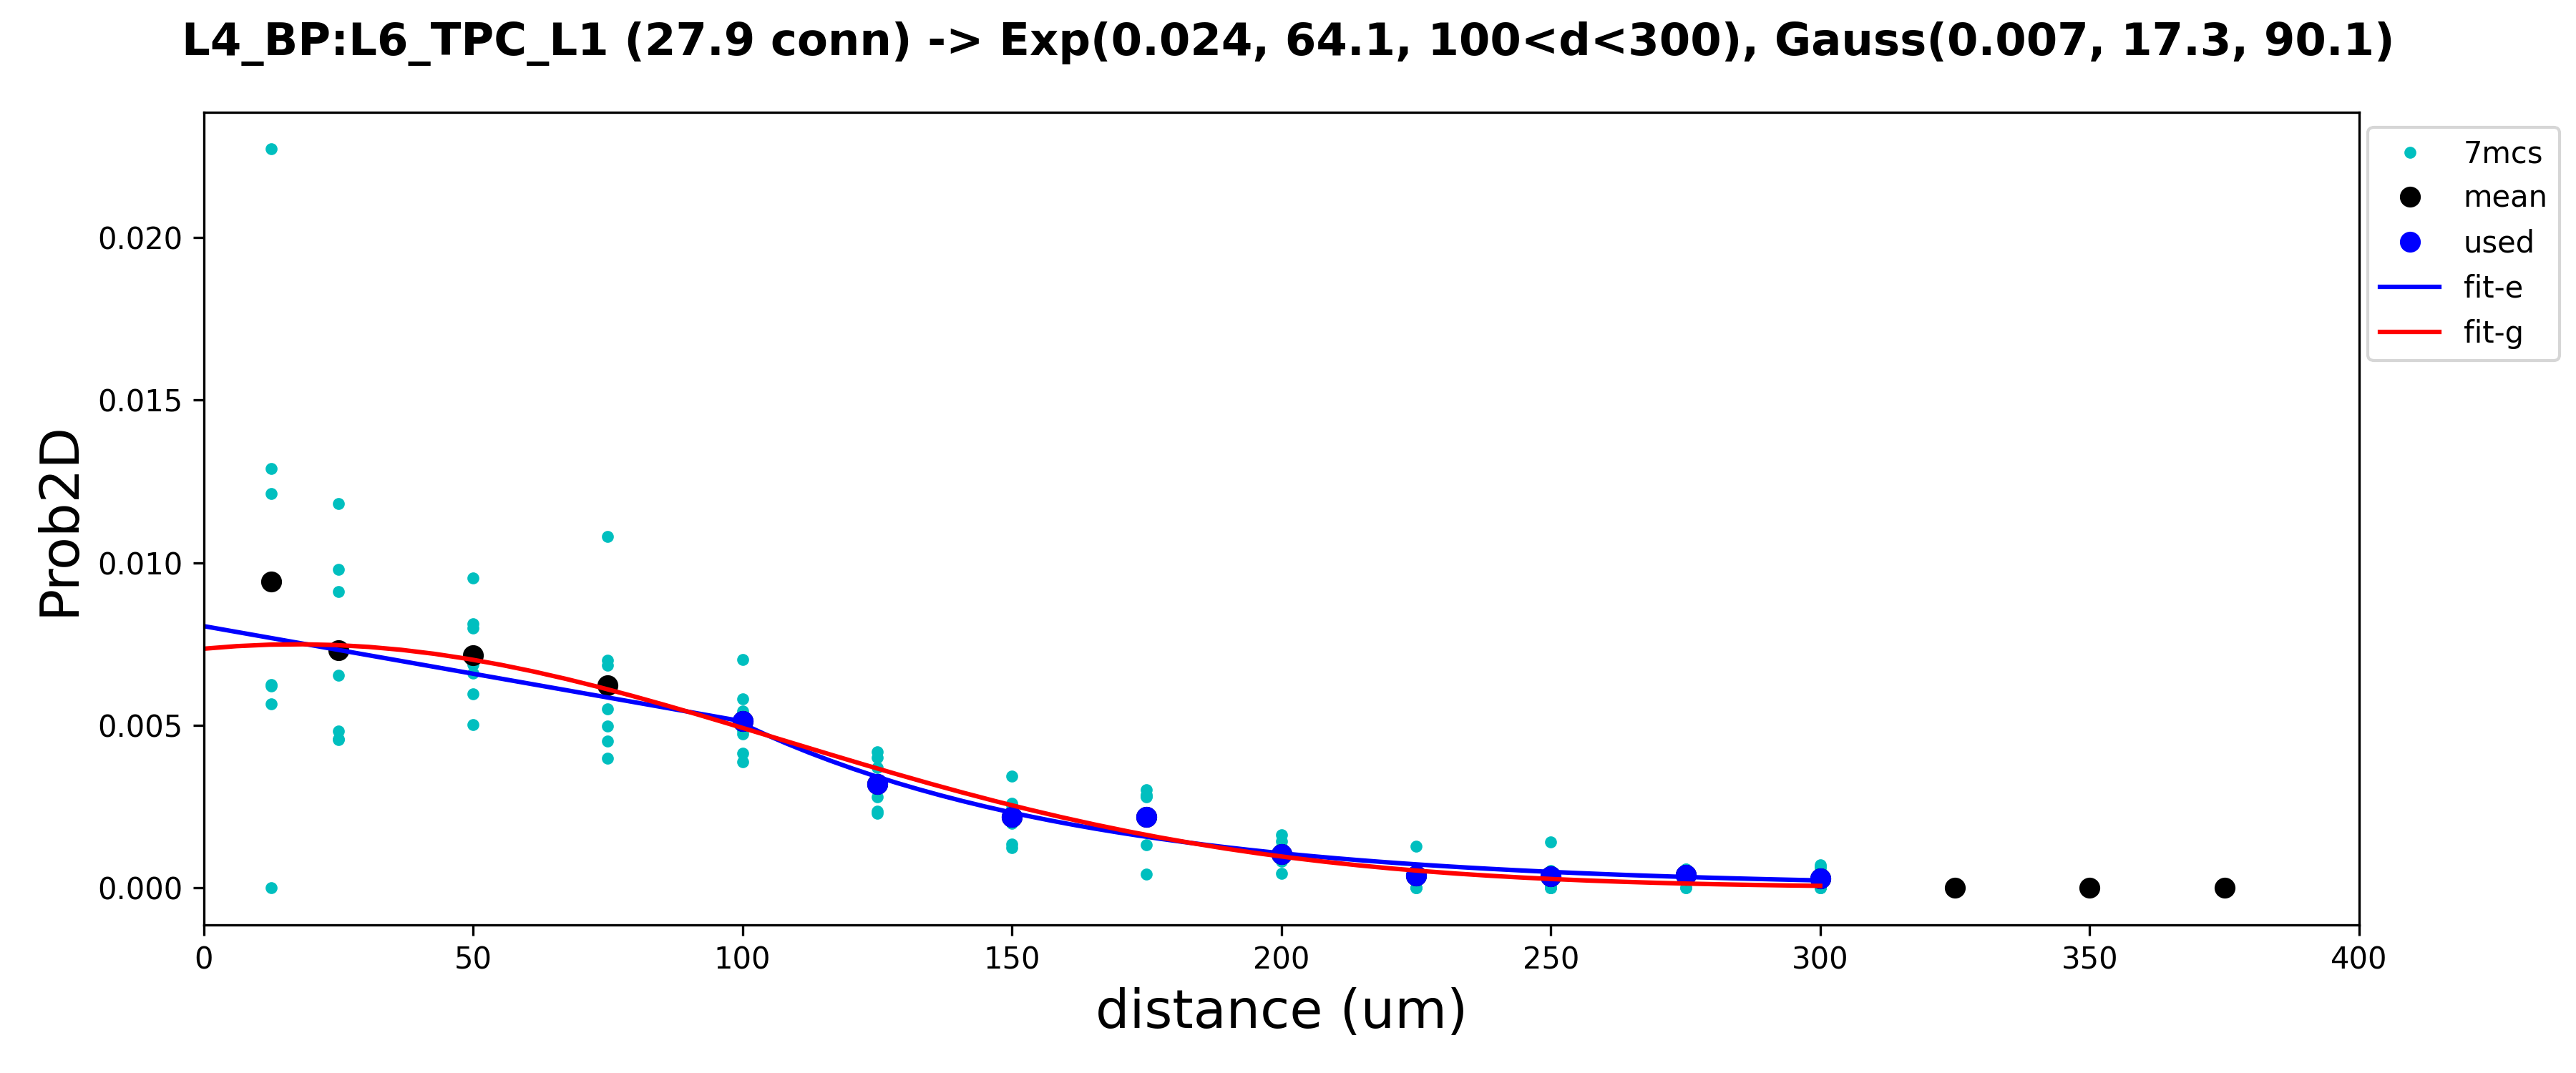 L4_BP:L6_TPC_L1 (27.9 conn) -> Exp(0.024, 64.1, 100<d<300), Gauss(0.007, 17.3, 90.1)
7mcs
mean
used
fit-e
fit-g
Prob2D
0.020
0.015
0.010
0.005
0.000
0 50 100 150 200 250 300 350 400
distance (um)